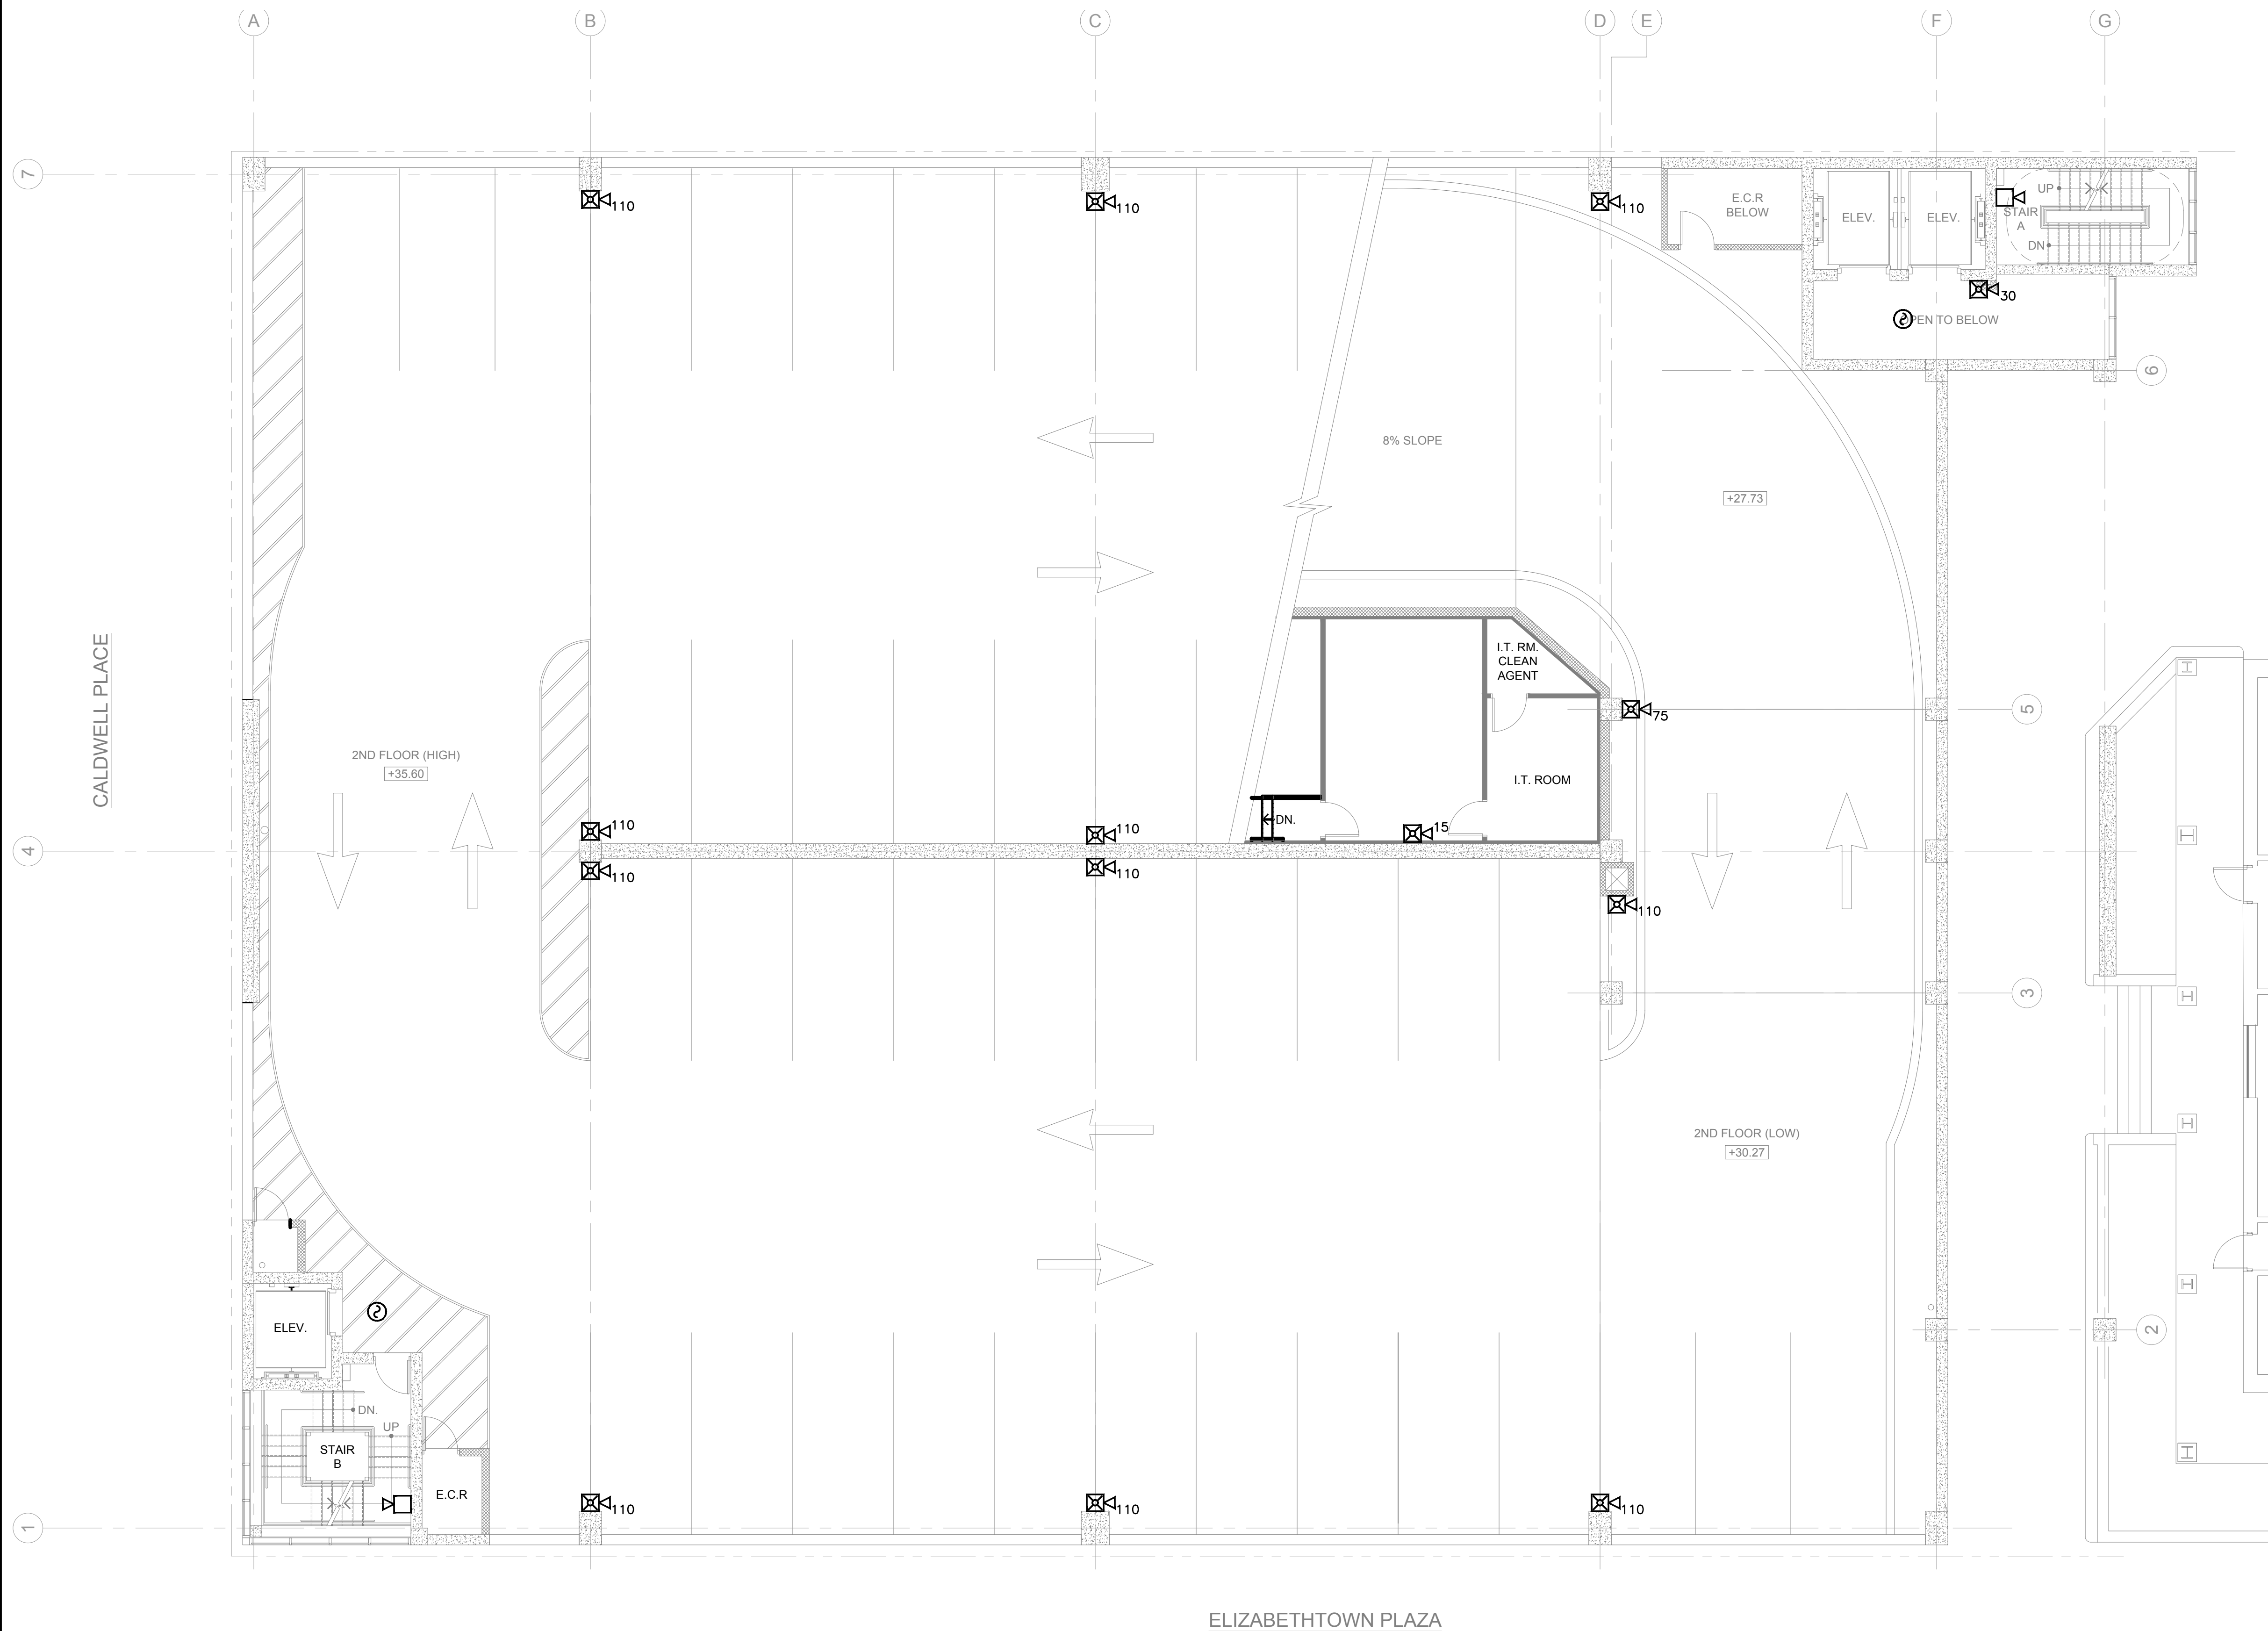 A
B
C
D
E
F
G
7
110
110
110
E.C.R
BELOW
ELEV.
ELEV.
UP
STAIR
A
DN
30
OPEN TO BELOW
6
8% SLOPE
+27.73
CALDWELL PLACE
I.T. RM.
CLEAN
AGENT
5
75
2ND FLOOR (HIGH)
+35.60
I.T. ROOM
DN.
15
110
110
4
110
110
110
3
2ND FLOOR (LOW)
+30.27
ELEV.
2
DN.
UP
STAIR
B
E.C.R
110
110
110
1
ELIZABETHTOWN PLAZA